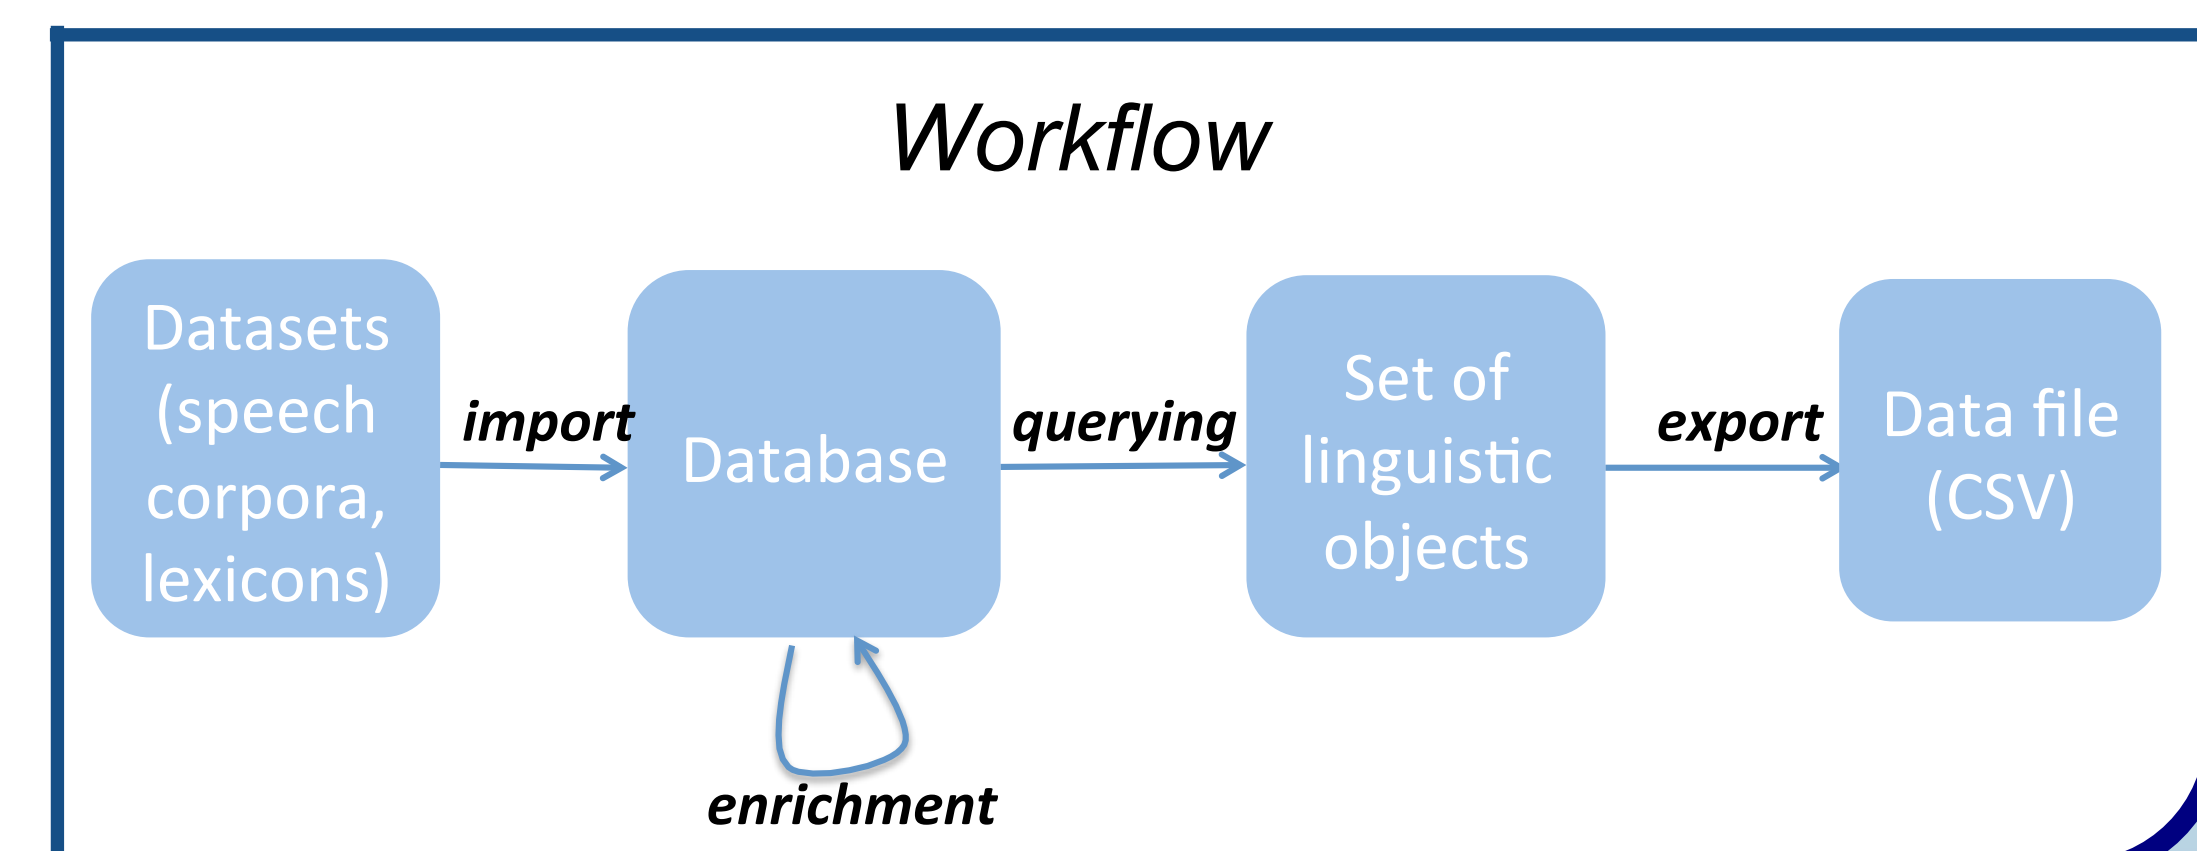 Workflow
Datasets
(speech
corpora,
lexicons)
import
Database
querying
Set of
linguistic
objects
export
Data file
(CSV)
enrichment